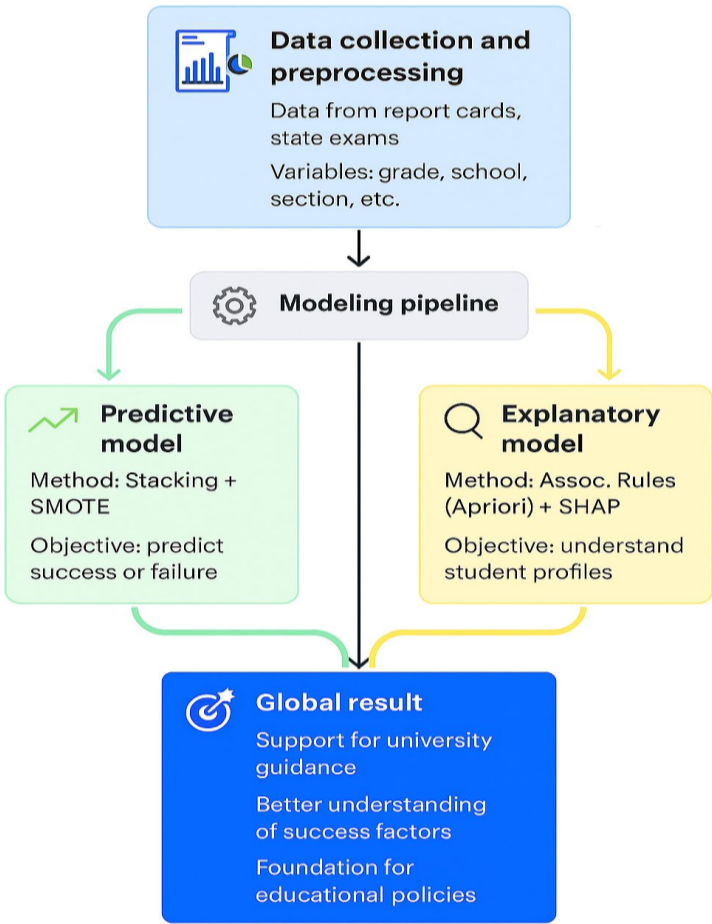 Data collection and
preprocessing
Data from report cards,
state exams
Variables: grade, school,
section, etc.
Modeling pipeline
Predictive
model
Method: Stacking +
SMOTE
Objective: predict
success or failure
Explanatory
model
Method: Assoc. Rules
(Apriori) + SHAP
Objective: understand
student profiles
Global result
Support for university
guidance
Better understanding
of success factors
Foundation for
educational policies